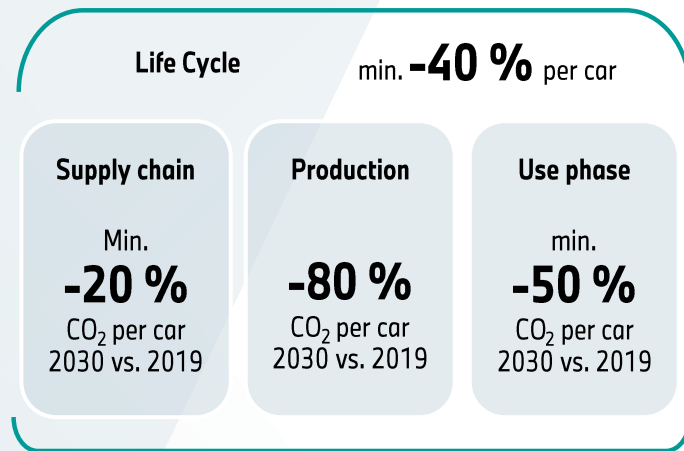 Life Cycle
min. -40 % per car
Supply chain
Min.
-20 %
CO₂ per car
2030 vs. 2019
Production
-80 %
CO₂ per car
2030 vs. 2019
Use phase
min.
-50 %
CO₂ per car
2030 vs. 2019